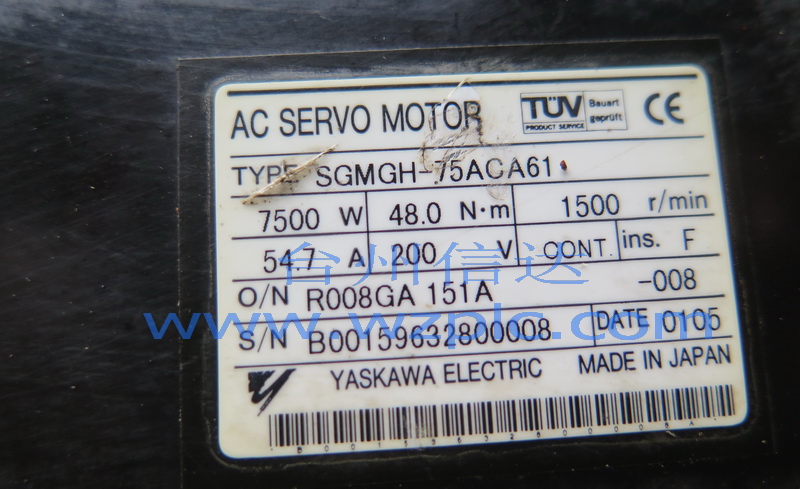 AC SERVO MOTOR TÜV PRODUCT SERVICE Bauart geprüft CE
TYPE SGMGH-75ACA61
7500 W 48.0 N·m 1500 r/min
54.7 A 200 V CONT. ins. F
台州信达
O/N R008GA 151A -008
www.wzplc.com
S/N B00159632800008 DATE 0105
YASKAWA ELECTRIC MADE IN JAPAN